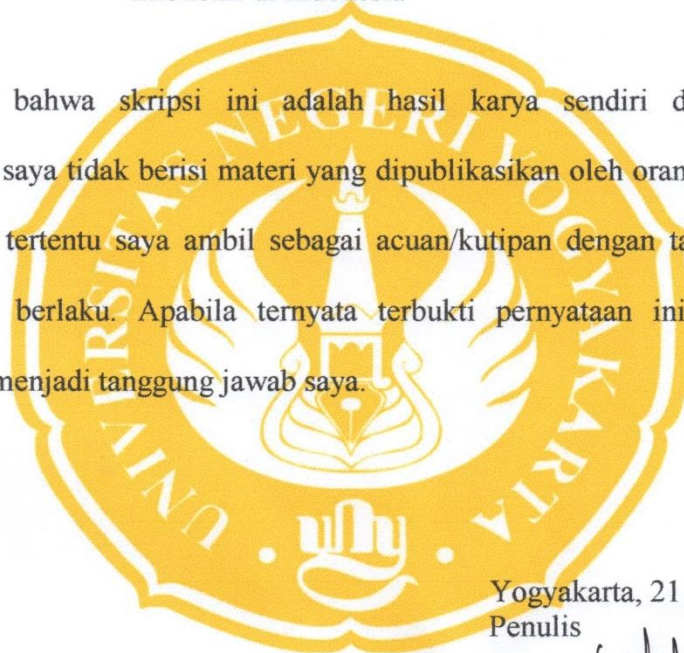 bahwa skripsi ini adalah hasil karya sendiri
saya tidak berisi materi yang dipublikasikan oleh
tertentu saya ambil sebagai acuan/kutipan dengan
berlaku. Apabila ternyata terbukti pernyataan ini
menjadi tanggung jawab saya.
UNIVERSITAS NEGERI YOGYAKARTA
uny
Yogyakarta, 21
Penulis